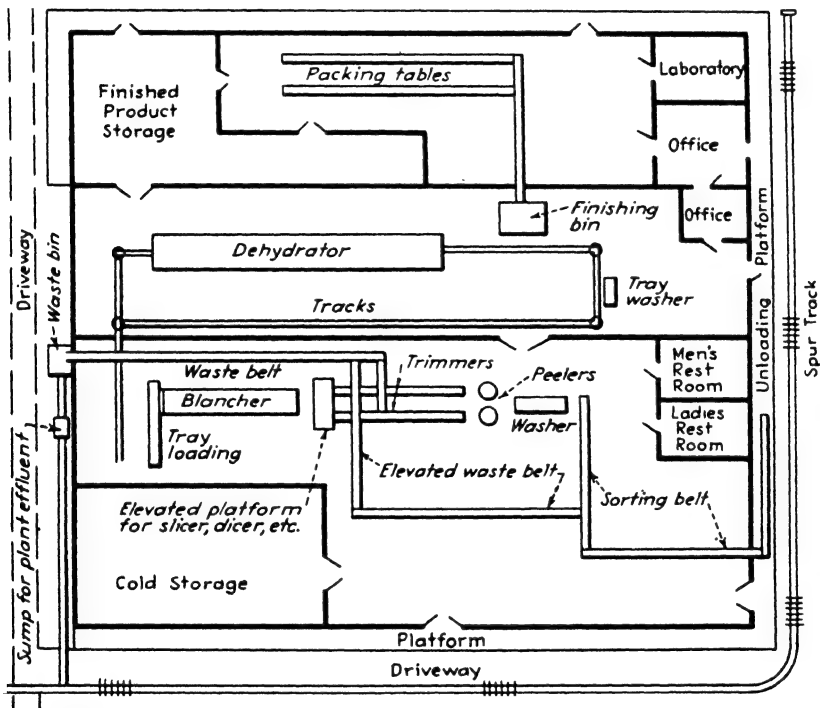 Packing tables
Laboratory
Finished
Product
Storage
Office
Office
Finishing
bin
Platform
Unloading
Driveway
Waste bin
Dehydrator
Tray
washer
Tracks
Spur Track
Waste belt
Trimmers
Peelers
Men's
Rest
Room
Blancher
Washer
Ladies
Rest
Room
Tray
loading
Elevated waste belt
Sorting belt
Elevated platform
for slicer, dicer, etc.
Sump for plant effluent
Cold Storage
Platform
Driveway